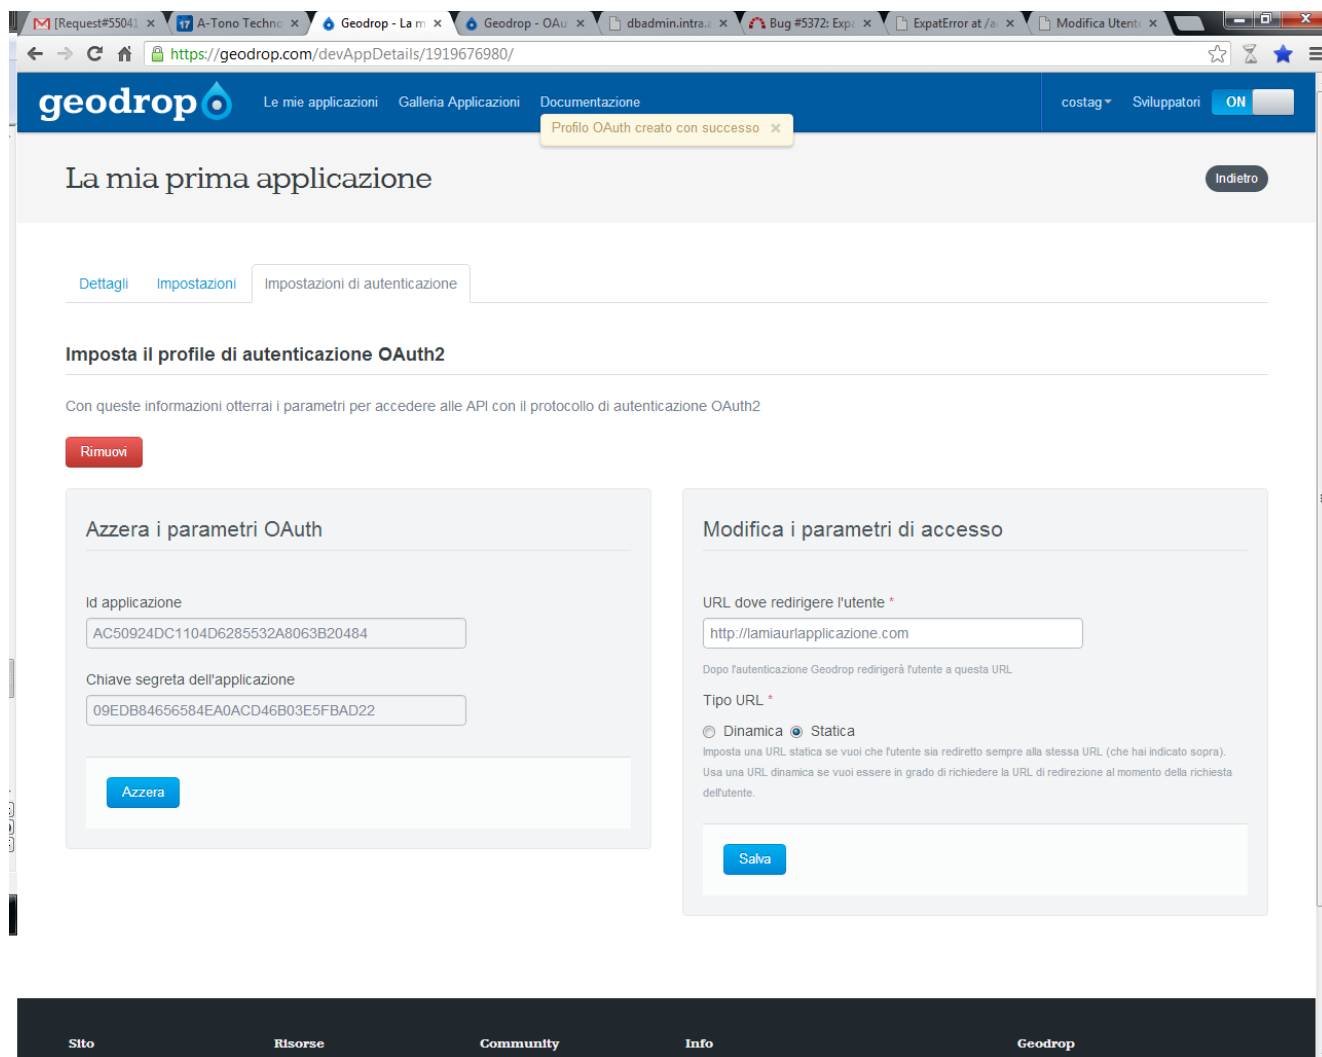 [Request#55041
17 A-Tono Techno
Geodrop - La m
Geodrop - OAu
dbadmin.intra.a
Bug #5372: Expa
ExpatError at /a
Modifica Utente
https://geodrop.com/devAppDetails/1919676980/
geodrop
Le mie applicazioni Galleria Applicazioni Documentazione
costag Sviluppatori ON
Profilo OAuth creato con successo ×
La mia prima applicazione
Indietro
Dettagli Impostazioni Impostazioni di autenticazione
Imposta il profile di autenticazione OAuth2
Con queste informazioni otterrai i parametri per accedere alle API con il protocollo di autenticazione OAuth2
Rimuovi
Azzera i parametri OAuth
Id applicazione
AC50924DC1104D6285532A8063B20484
Chiave segreta dell'applicazione
09EDB84656584EA0ACD46B03E5FBAD22
Azzera
Modifica i parametri di accesso
URL dove redirigere l'utente *
http://lamiaurlapplicazione.com
Dopo l'autenticazione Geodrop redirigerà l'utente a questa URL
Tipo URL *
Dinamica Statica
Imposta una URL statica se vuoi che l'utente sia rediretto sempre alla stessa URL (che hai indicato sopra).
Usa una URL dinamica se vuoi essere in grado di richiedere la URL di redirezione al momento della richiesta
dell'utente.
Salva
Sito Risorse Community Info Geodrop